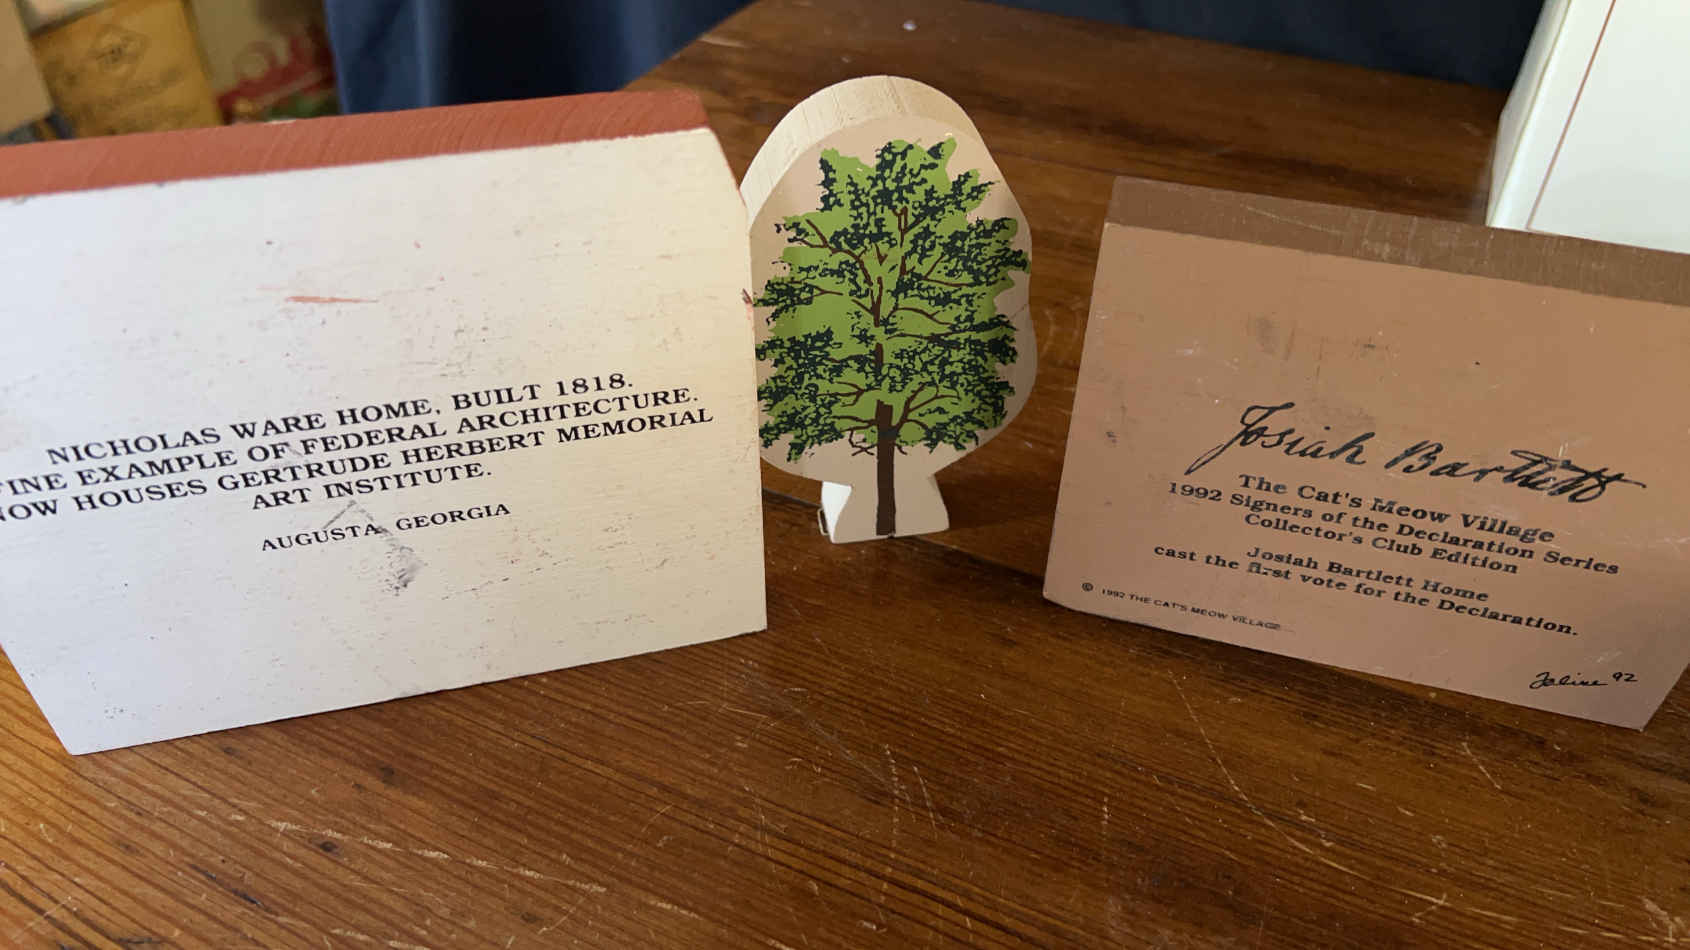 NICHOLAS WARE HOME, BUILT 1818.
FINE EXAMPLE OF FEDERAL ARCHITECTURE.
NOW HOUSES GERTRUDE HERBERT MEMORIAL
ART INSTITUTE.
AUGUSTA, GEORGIA
Josiah Bartlett
The Cat's Meow Village
1992 Signers of the Declaration Series
Collector's Club Edition
Josiah Bartlett Home
cast the first vote for the Declaration.
© 1992 THE CAT'S MEOW VILLAGE
Faline 92